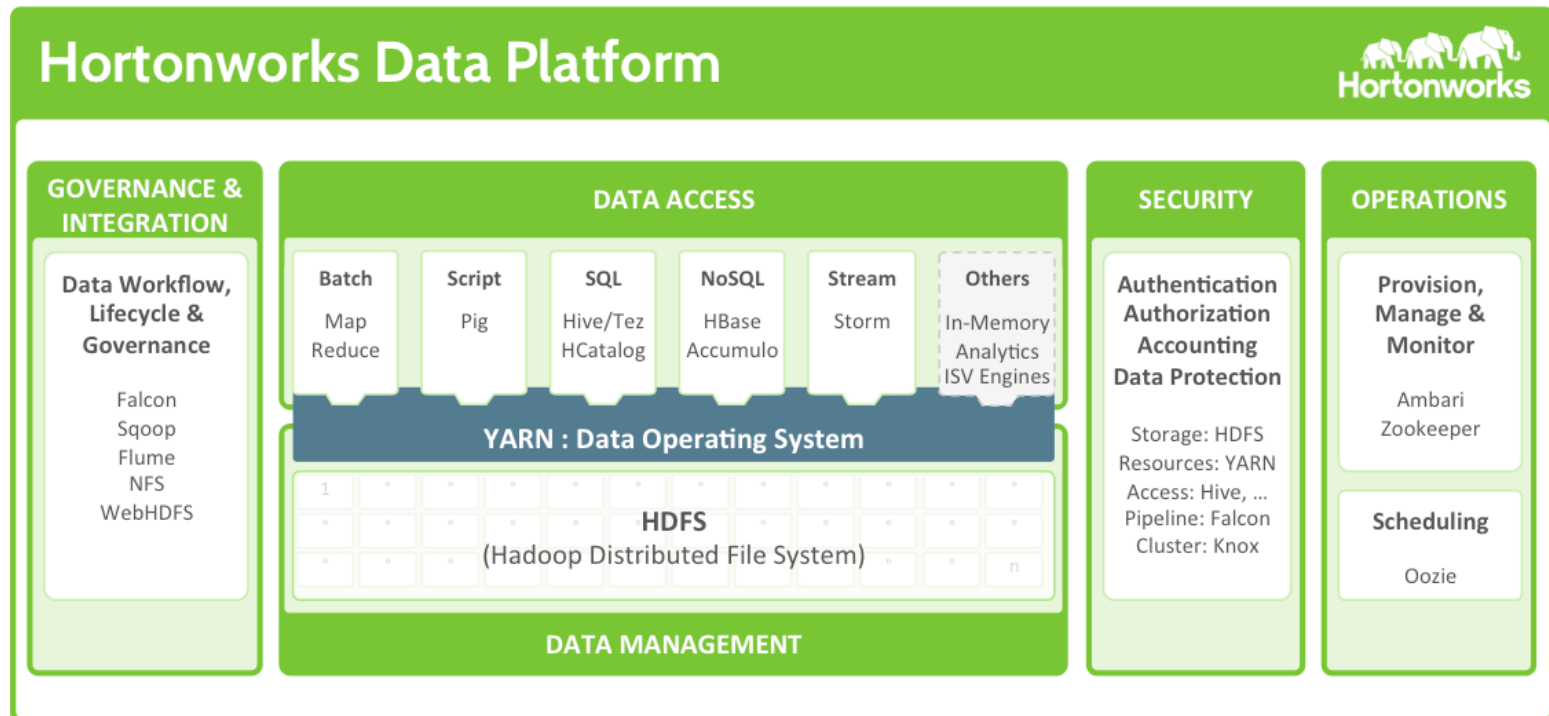 Hortonworks Data Platform
Hortonworks
GOVERNANCE &
INTEGRATION
Data Workflow,
Lifecycle &
Governance
Falcon
Sqoop
Flume
NFS
WebHDFS
DATA ACCESS
Batch
Map
Reduce
Script
Pig
SQL
Hive/Tez
HCatalog
NoSQL
HBase
Accumulo
Stream
Storm
Others
In-Memory
Analytics
ISV Engines
YARN : Data Operating System
1
HDFS
(Hadoop Distributed File System)
n
DATA MANAGEMENT
SECURITY
Authentication
Authorization
Accounting
Data Protection
Storage: HDFS
Resources: YARN
Access: Hive, ...
Pipeline: Falcon
Cluster: Knox
OPERATIONS
Provision,
Manage &
Monitor
Ambari
Zookeeper
Scheduling
Oozie